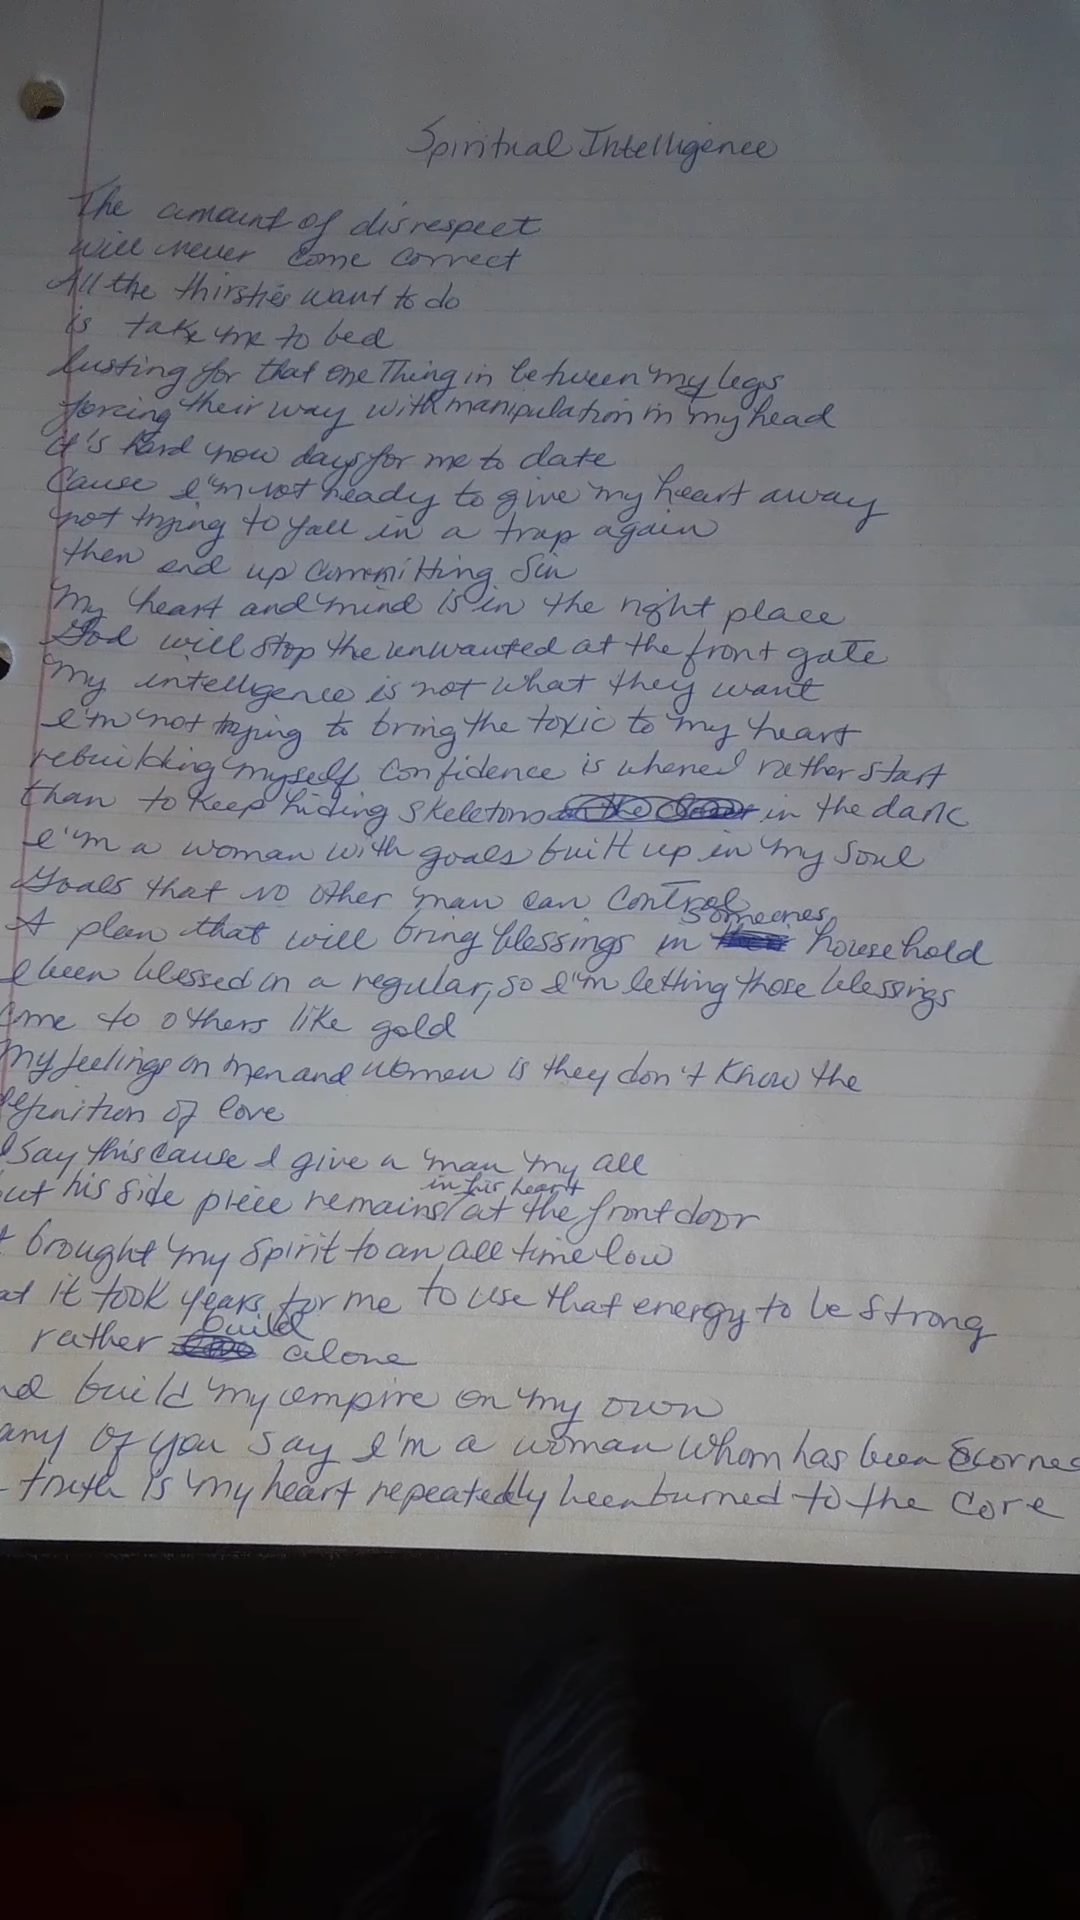 Spiritual Intelligence
The amount of disrespect
will never come correct
All the thirsties want to do
is take me to bed
lusting for that one Thing in between my legs
forcing their way with manipulation in my head
it's hard now days for me to date
Cause I'm not ready to give my heart away
not trying to fall in a trap again
then end up committing Sin
My heart and mind is in the right place
God will stop the unwanted at the front gate
My intelligence is not what they want
I'm not trying to bring the toxic to my heart
rebuilding myself confidence is where I rather start
than to keep hiding skeletons in the dark
I'm a woman with goals built up in my soul
Goals that no other man can control
A plan that will bring blessings in someones household
I been blessed on a regular, so I'm letting those blessings
come to others like gold
My feelings on men and women is they don't know the
definition of love
I say this cause I give a man my all
but his side piece remains in his heart at the front door
brought my spirit to an all time low
it took years for me to use that energy to be strong
rather build alone
build my empire on my own
any of you say I'm a woman whom has been scorned
truth is my heart repeatedly been burned to the core